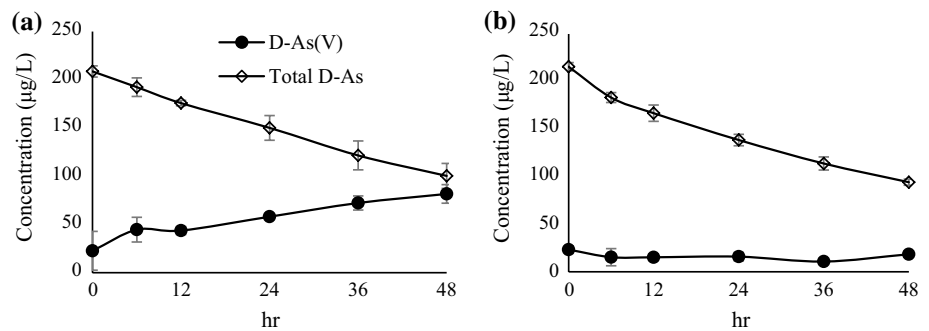 (a)
250
200
150
100
50
0
Concentration (µg/L)
D-As(V)
Total D-As
0 12 24 36 48
hr
(b)
250
200
150
100
50
0
Concentration (µg/L)
0 12 24 36 48
hr